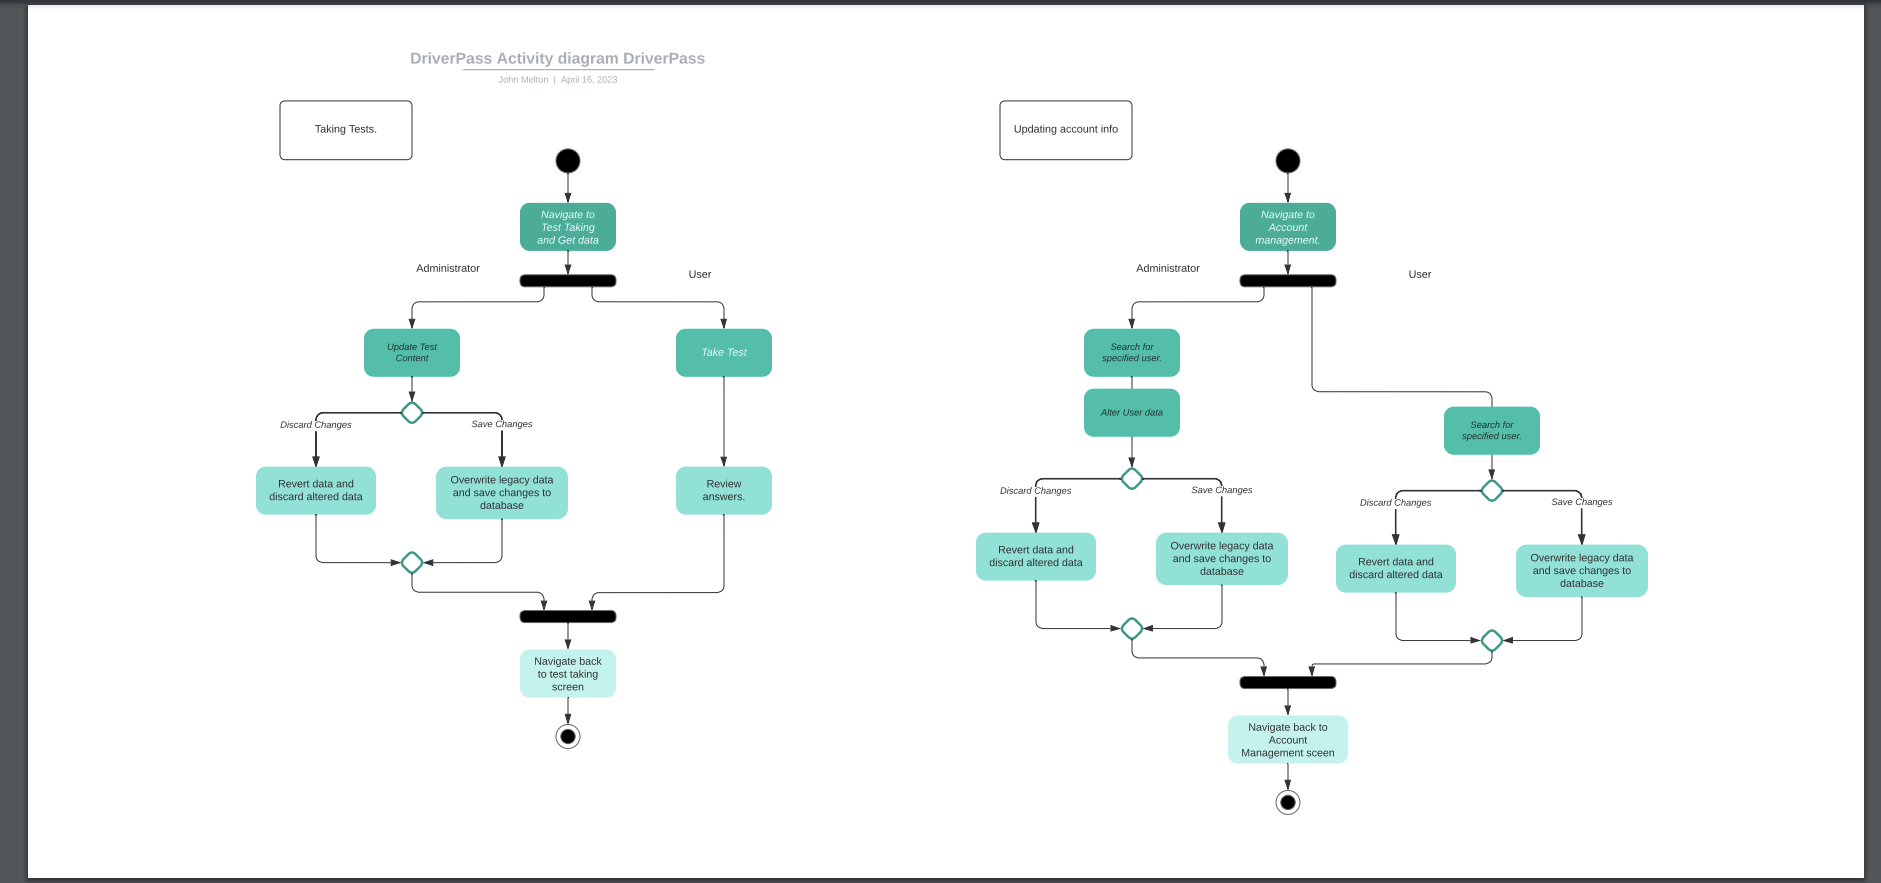 DriverPass Activity diagram DriverPass
John Melton | April 16, 2023
Taking Tests.
Navigate to
Test Taking
and Get data
Administrator
User
Update Test
Content
Take Test
Discard Changes
Save Changes
Revert data and
discard altered data
Overwrite legacy data
and save changes to
database
Review
answers.
Navigate back
to test taking
screen
Updating account info
Navigate to
Account
management.
Administrator
User
Search for
specified user.
Alter User data
Search for
specified user.
Discard Changes
Save Changes
Discard Changes
Save Changes
Revert data and
discard altered data
Overwrite legacy data
and save changes to
database
Revert data and
discard altered data
Overwrite legacy data
and save changes to
database
Navigate back to
Account
Management sceen